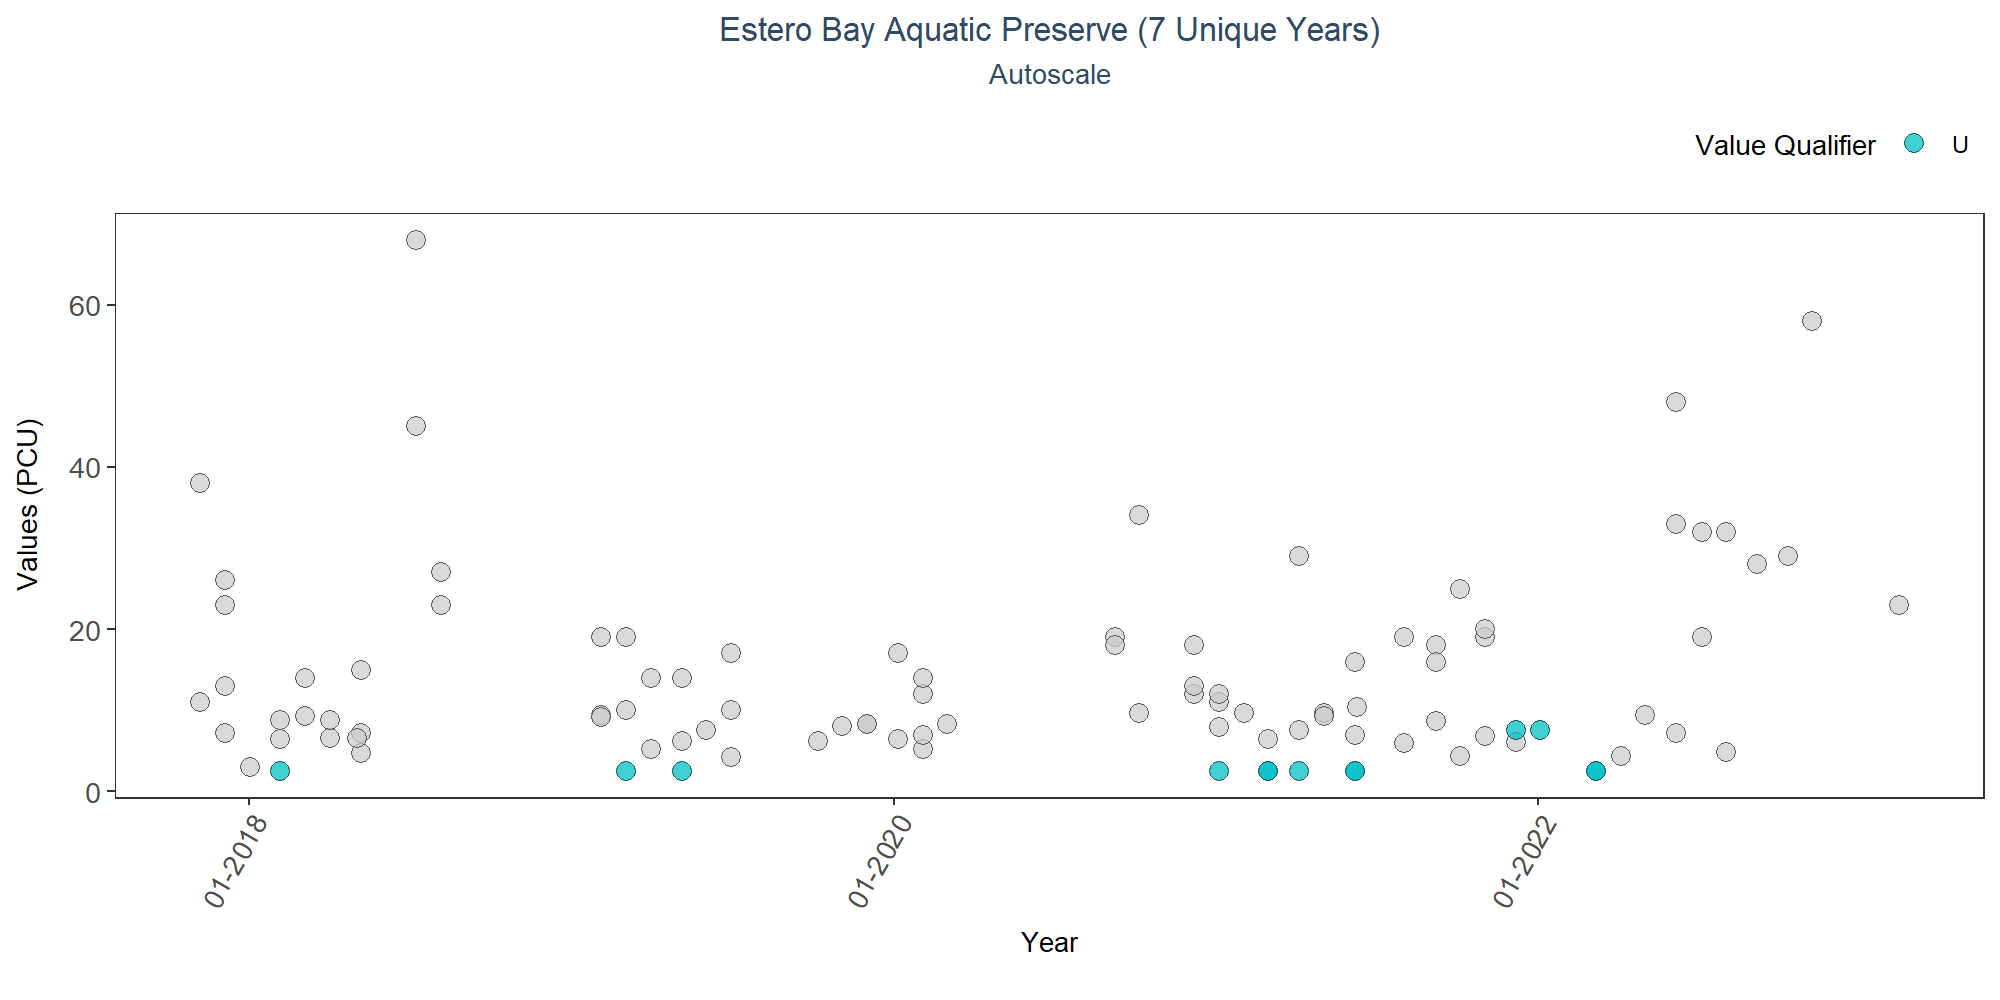 Estero Bay Aquatic Preserve (7 Unique Years)
Autoscale
Value Qualifier U
Values (PCU)
60
40
20
0
01-2018
01-2020
01-2022
Year